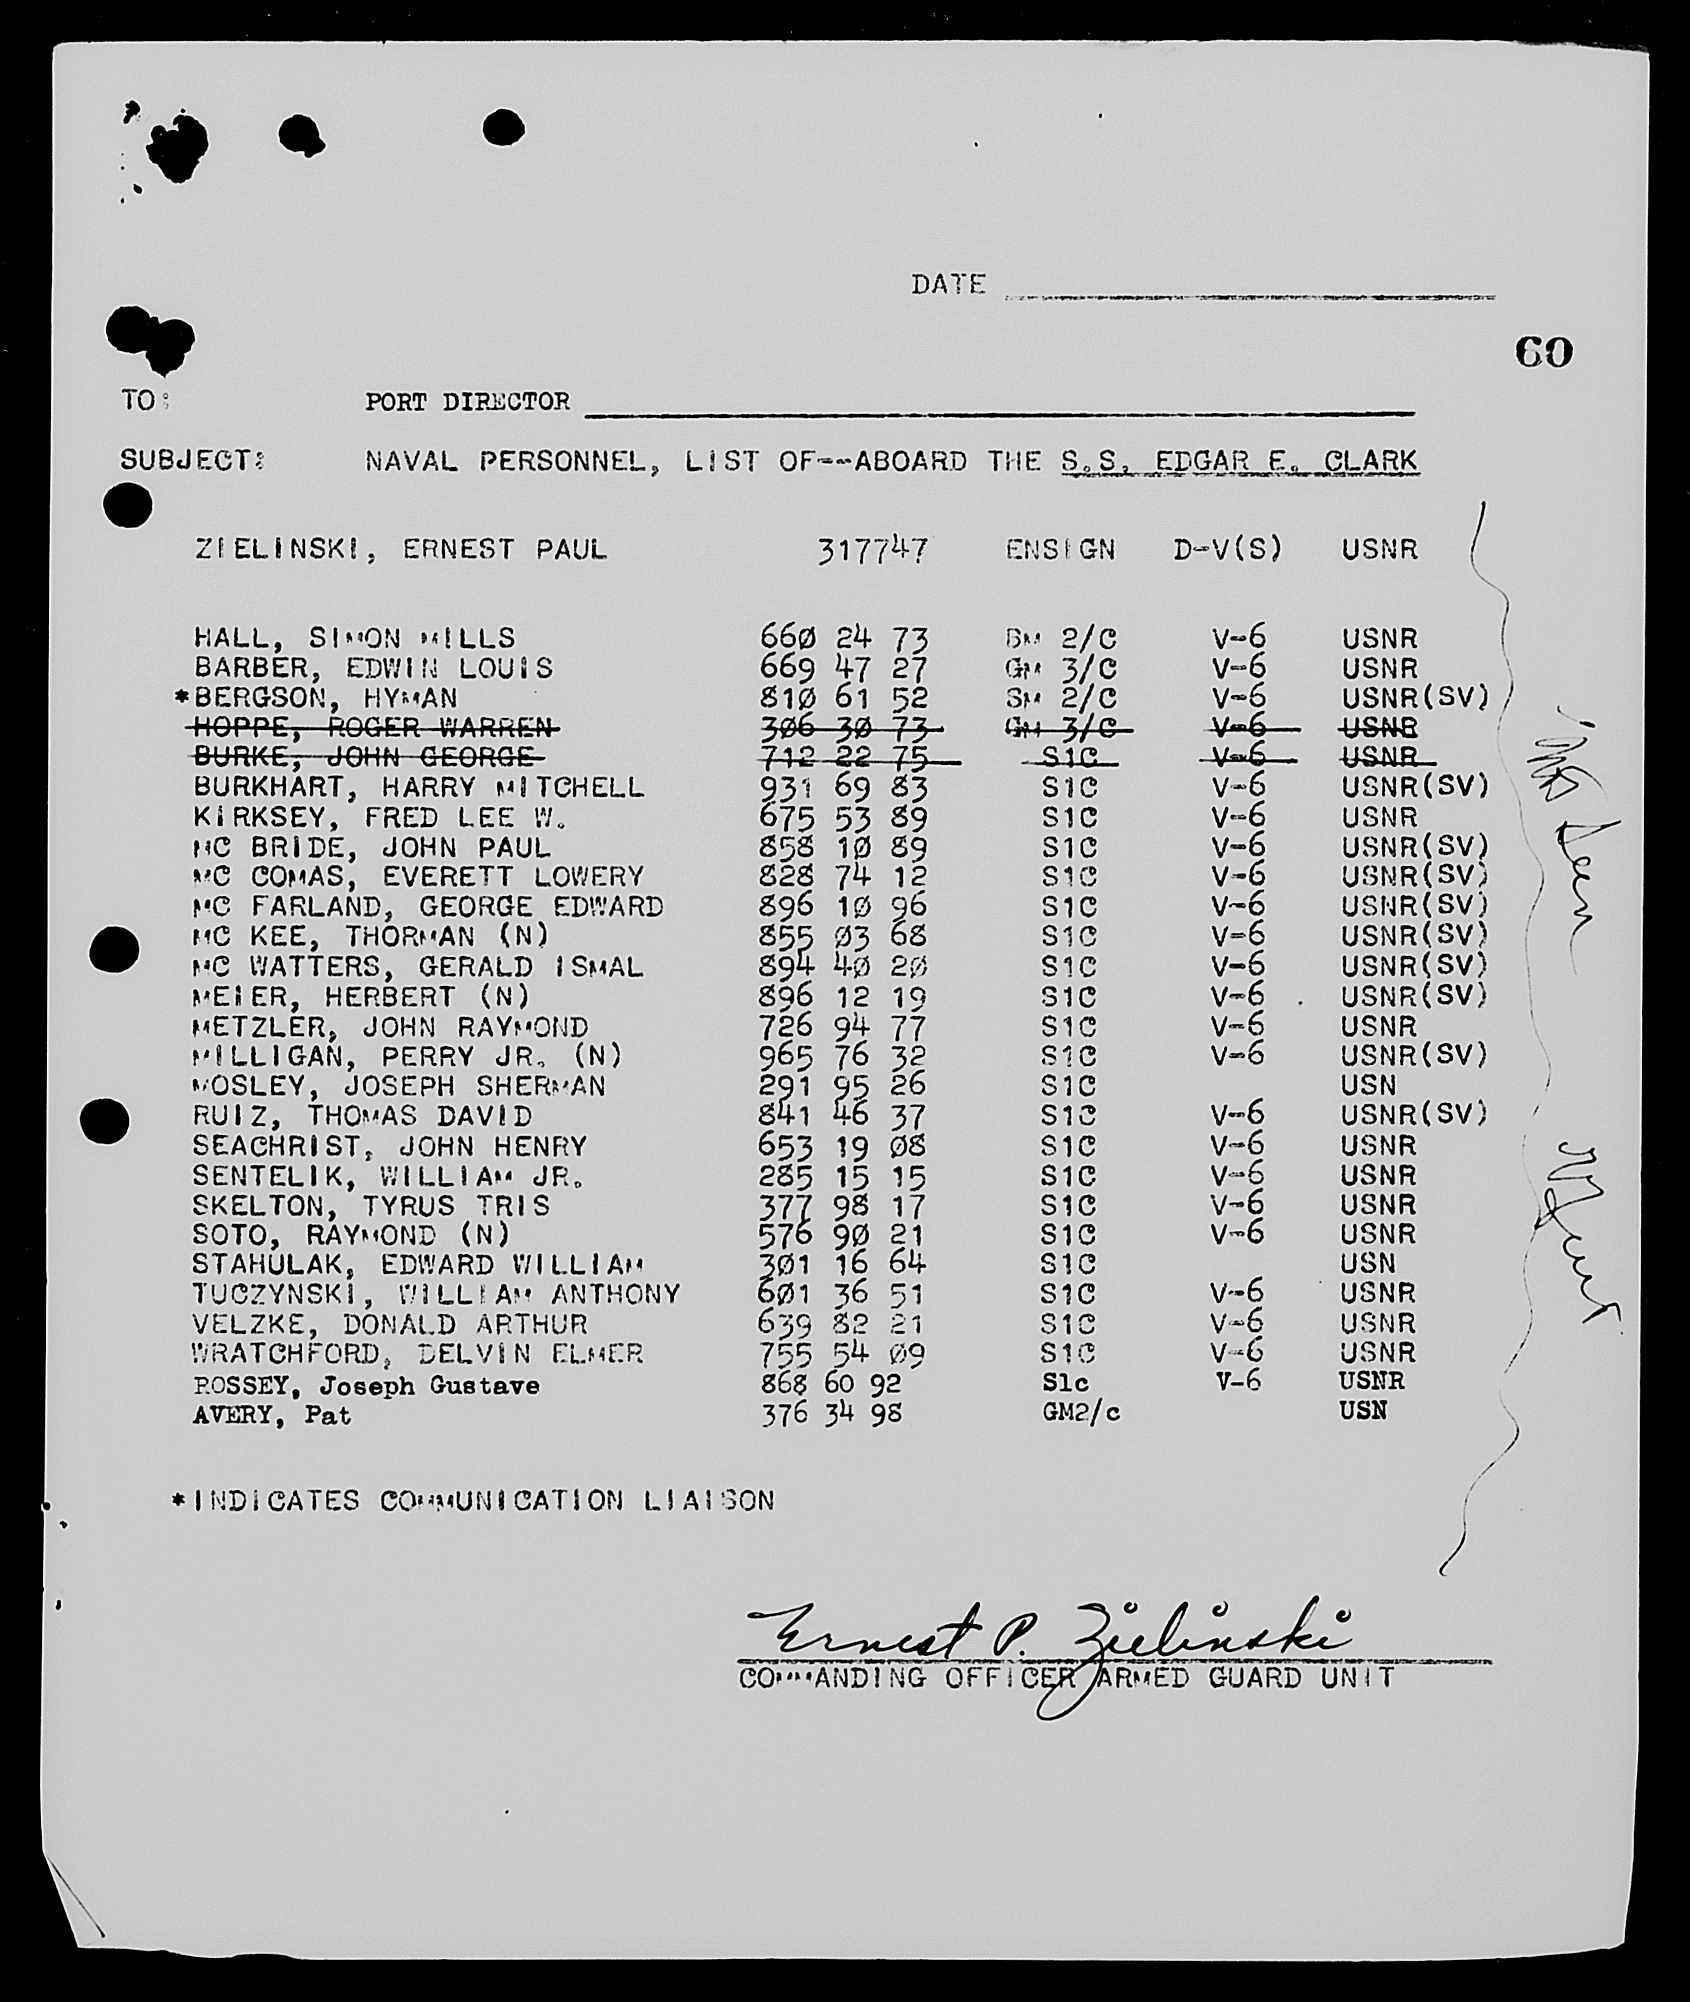 DATE
60
TO: PORT DIRECTOR
SUBJECT: NAVAL PERSONNEL, LIST OF--ABOARD THE S.S. EDGAR E. CLARK
ZIELINSKI, ERNEST PAUL 317747 ENSIGN D-V(S) USNR
HALL, SIMON MILLS 660 24 73 BM 2/C V-6 USNR
BARBER, EDWIN LOUIS 669 47 27 GM 3/C V-6 USNR
*BERGSON, HYMAN 810 61 52 SM 2/C V-6 USNR(SV)
HOPPE, ROGER WARREN 306 30 73 GM 3/C V-6 USNR
BURKE, JOHN GEORGE 712 22 75 S1C V-6 USNR
BURKHART, HARRY MITCHELL 931 69 83 S1C V-6 USNR(SV)
KIRKSEY, FRED LEE W. 675 53 89 S1C V-6 USNR
MC BRIDE, JOHN PAUL 858 10 89 S1C V-6 USNR(SV)
MC COMAS, EVERETT LOWERY 828 74 12 S1C V-6 USNR(SV)
MC FARLAND, GEORGE EDWARD 896 10 96 S1C V-6 USNR(SV)
MC KEE, THORMAN (N) 855 03 68 S1C V-6 USNR(SV)
MC WATTERS, GERALD ISMAL 894 40 20 S1C V-6 USNR(SV)
MEIER, HERBERT (N) 896 12 19 S1C V-6 USNR(SV)
METZLER, JOHN RAYMOND 726 94 77 S1C V-6 USNR
MILLIGAN, PERRY JR. (N) 965 76 32 S1C V-6 USNR(SV)
MOSLEY, JOSEPH SHERMAN 291 95 26 S1C USN
RUIZ, THOMAS DAVID 841 46 37 S1C V-6 USNR(SV)
SEACHRIST, JOHN HENRY 653 19 08 S1C V-6 USNR
SENTELIK, WILLIAM JR. 285 15 15 S1C V-6 USNR
SKELTON, TYRUS TRIS 377 98 17 S1C V-6 USNR
SOTO, RAYMOND (N) 576 90 21 S1C V-6 USNR
STAHULAK, EDWARD WILLIAM 301 16 64 S1C USN
TUCZYNSKI, WILLIAM ANTHONY 601 36 51 S1C V-6 USNR
VELZKE, DONALD ARTHUR 639 82 21 S1C V-6 USNR
WRATCHFORD, DELVIN ELMER 755 54 09 S1C V-6 USNR
ROSSEY, Joseph Gustave 868 60 92 S1c V-6 USNR
AVERY, Pat 376 34 98 GM2/c USN
*INDICATES COMMUNICATION LIAISON
Ernest P. Zielinski
COMMANDING OFFICER ARMED GUARD UNIT